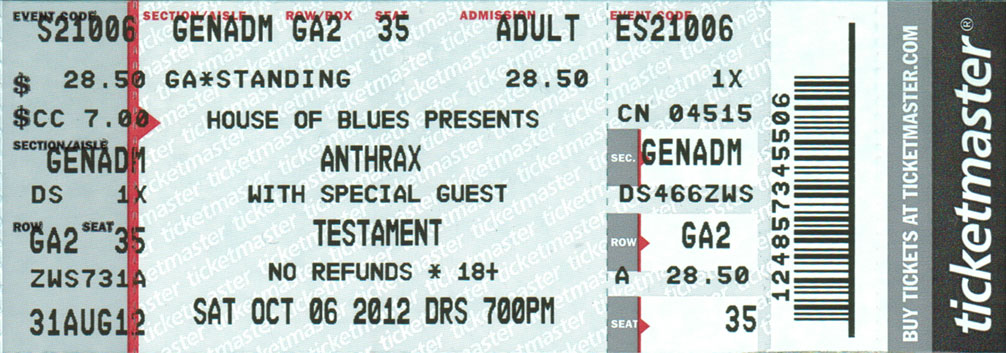 EVENT CODE
S21006
$ 28.50
$CC 7.00
SECTION/AISLE
GENADM
DS 1X
ROW SEAT
GA2 35
ZWS731A
31AUG12
SECTION/AISLE ROW/BOX SEAT ADMISSION
GENADM GA2 35 ADULT
GA*STANDING 28.50
HOUSE OF BLUES PRESENTS
ANTHRAX
WITH SPECIAL GUEST
TESTAMENT
NO REFUNDS * 18+
SAT OCT 06 2012 DRS 700PM
EVENT CODE
ES21006
1X
CN 04515
SEC. GENADM
DS466ZWS
ROW GA2
A 28.50
SEAT 35
124857345506
BUY TICKETS AT TICKETMASTER.COM
ticketmaster®